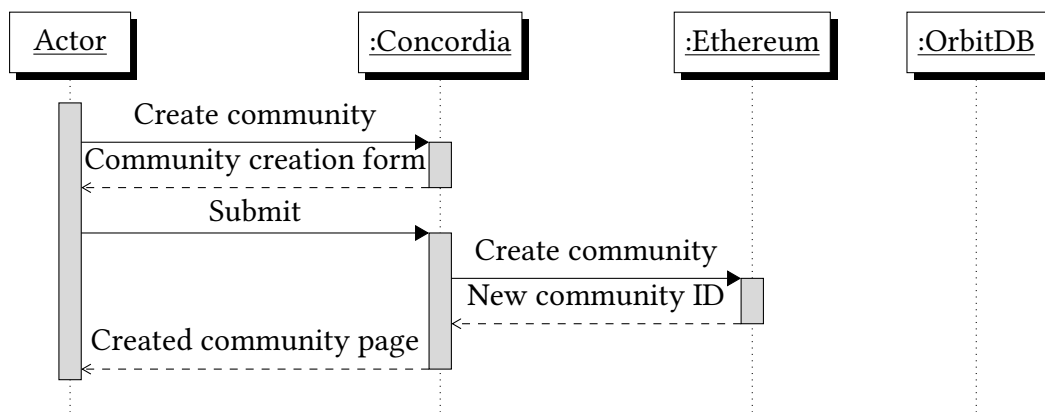 Actor
:Concordia
:Ethereum
:OrbitDB
Create community
Community creation form
Submit
Create community
New community ID
Created community page